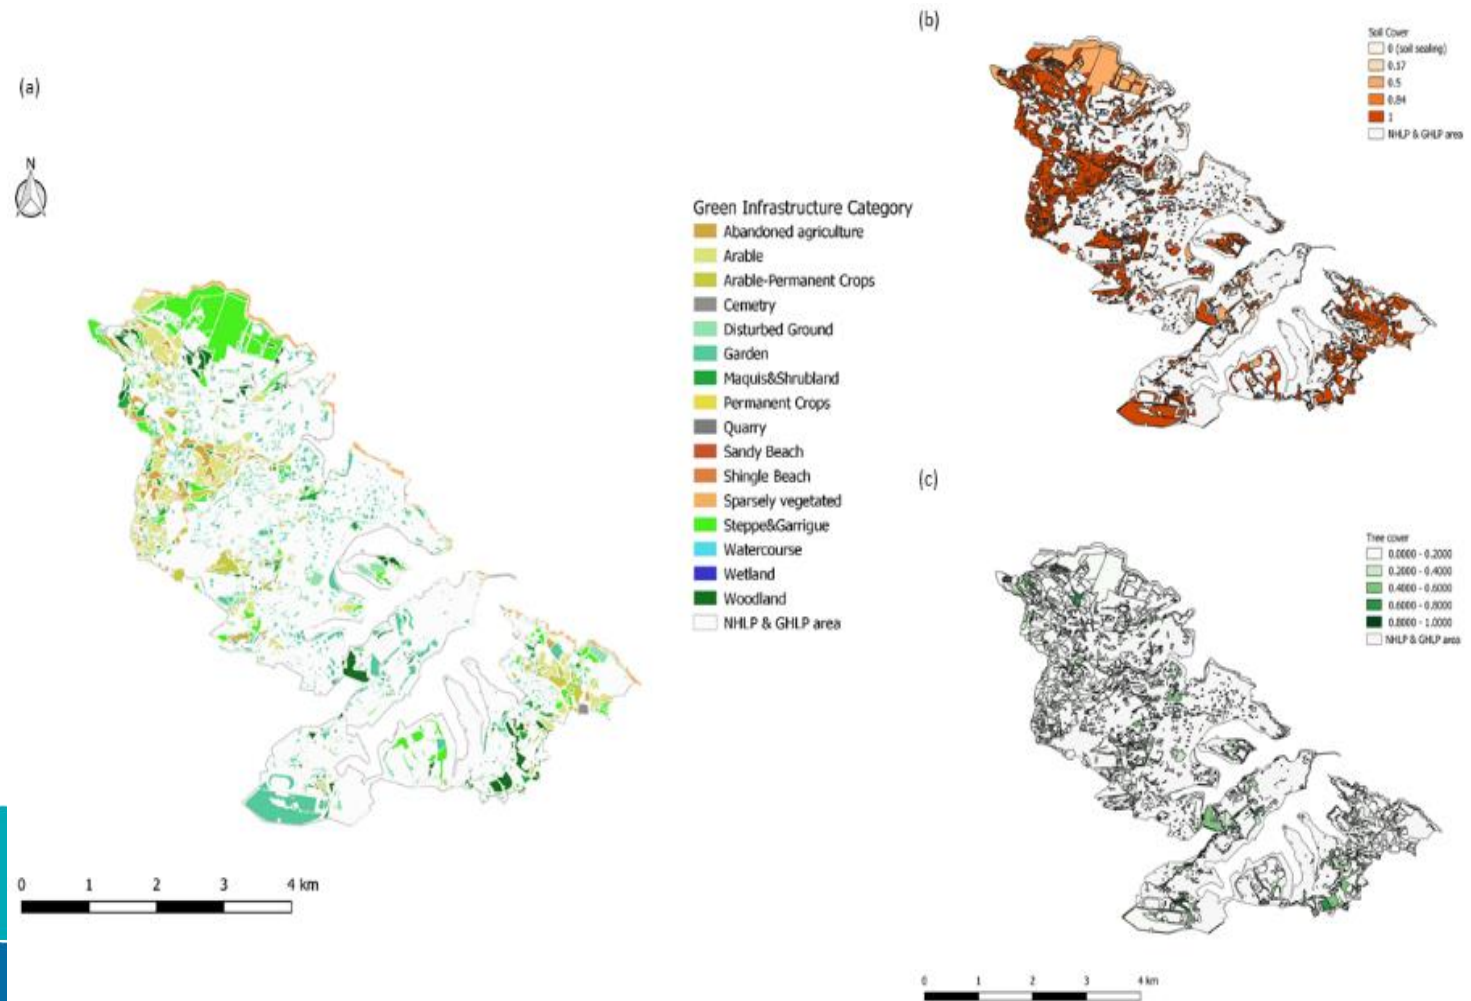 (a)
N
Green Infrastructure Category
Abandoned agriculture
Arable
Arable-Permanent Crops
Cemetry
Disturbed Ground
Garden
Maquis&Shrubland
Permanent Crops
Quarry
Sandy Beach
Shingle Beach
Sparsely vegetated
Steppe&Garrigue
Watercourse
Wetland
Woodland
NHLP & GHLP area
0 1 2 3 4 km
(b)
Soil Cover
0 (soil sealing)
0.17
0.5
0.84
1
NHLP & GHLP area
(c)
Tree cover
0.0000 - 0.2000
0.2000 - 0.4000
0.4000 - 0.6000
0.6000 - 0.8000
0.8000 - 1.0000
NHLP & GHLP area
0 1 2 3 4 km